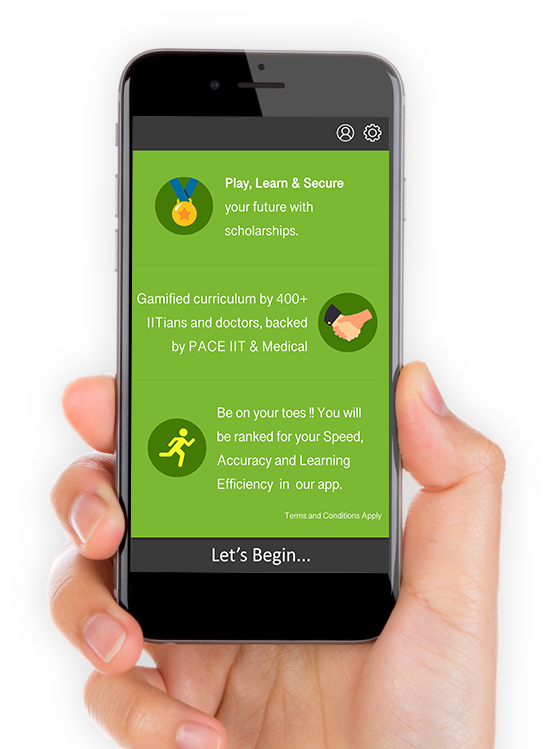 Play, Learn & Secure
your future with
scholarships.
Gamified curriculum by 400+
IITians and doctors, backed
by PACE IIT & Medical
Be on your toes !! You will
be ranked for your Speed,
Accuracy and Learning
Efficiency in our app.
Terms and Conditions Apply
Let's Begin...